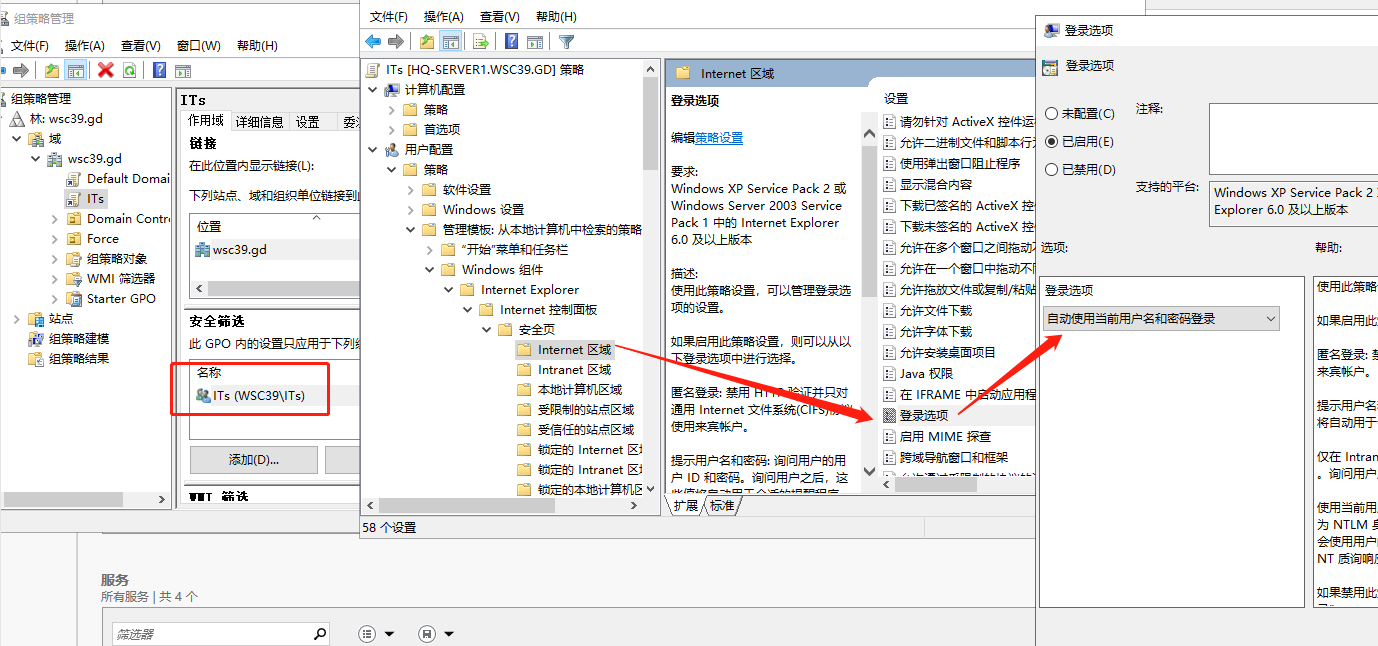 组策略管理
文件(F) 操作(A) 查看(V) 窗口(W) 帮助(H)
组策略管理
林: wsc39.gd
域
wsc39.gd
Default Domai
ITs
Domain Contr
Force
组策略对象
WMI 筛选器
Starter GPO
站点
组策略建模
组策略结果
ITs
作用域 详细信息 设置 委
链接
在此位置内显示链接(L):
下列站点、域和组织单位链接到
位置
wsc39.gd
安全筛选
此 GPO 内的设置只应用于下列
名称
ITs (WSC39\ITs)
添加(D)...
WMI 筛选
文件(F) 操作(A) 查看(V) 帮助(H)
ITs [HQ-SERVER1.WSC39.GD] 策略
计算机配置
策略
首选项
用户配置
策略
软件设置
Windows 设置
管理模板: 从本地计算机中检索的策略
“开始”菜单和任务栏
Windows 组件
Internet Explorer
Internet 控制面板
安全页
Internet 区域
Intranet 区域
本地计算机区域
受限制的站点区域
受信任的站点区域
锁定的 Internet 区
锁定的 Intranet 区
锁定的本地计算机区
58 个设置
Internet 区域
登录选项
编辑策略设置
要求:
Windows XP Service Pack 2 或
Windows Server 2003 Service
Pack 1 中的 Internet Explorer
6.0 及以上版本
描述:
使用此策略设置，可以管理登录选
项的设置。
如果启用此策略设置，则可以从以
下登录选项中进行选择。
匿名登录: 禁用 HTTP 验证并只对
通用 Internet 文件系统(CIFS)协议
使用来宾帐户。
提示用户名和密码: 询问用户的用
户 ID 和密码。询问用户之后，这
些值将自动用于会话的提醒程序
设置
请勿针对 ActiveX 控件运
允许二进制文件和脚本行为
使用弹出窗口阻止程序
显示混合内容
下载已签名的 ActiveX 控
下载未签名的 ActiveX 控
允许在多个窗口之间拖动不
允许在一个窗口中拖动不同
允许拖放文件或复制/粘贴
允许文件下载
允许字体下载
允许安装桌面项目
Java 权限
在 IFRAME 中启动应用程
登录选项
启用 MIME 探查
跨域导航窗口和框架
扩展 标准
登录选项
登录选项
未配置(C) 注释:
已启用(E)
已禁用(D)
支持的平台:
Windows XP Service Pack 2
Explorer 6.0 及以上版本
选项: 帮助:
登录选项
自动使用当前用户名和密码登录
使用此策略
如果启用此
匿名登录: 禁
来宾帐户。
提示用户名
将自动用于
仅在 Intran
。询问用户
使用当前用
为 NTLM 身
会使用用户
NT 质询响应
如果禁用此
服务
所有服务 | 共 4 个
筛选器